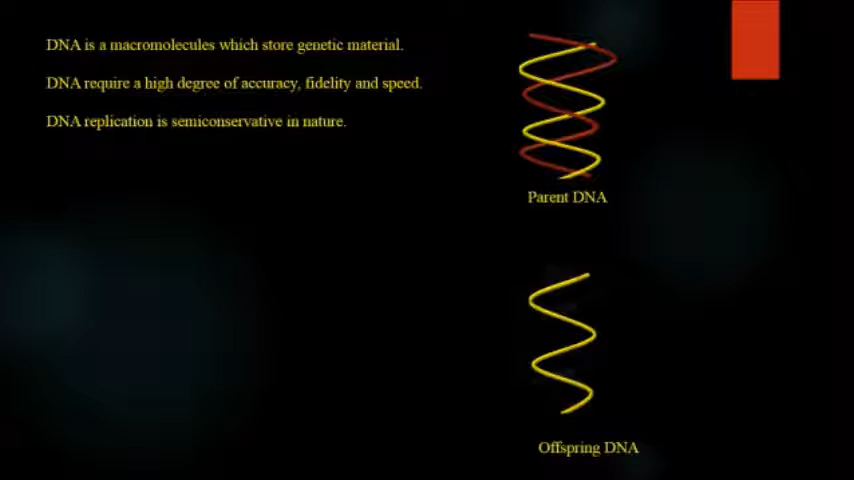 DNA is a macromolecules which store genetic material.
DNA require a high degree of accuracy, fidelity and speed.
DNA replication is semiconservative in nature.
Parent DNA
Offspring DNA